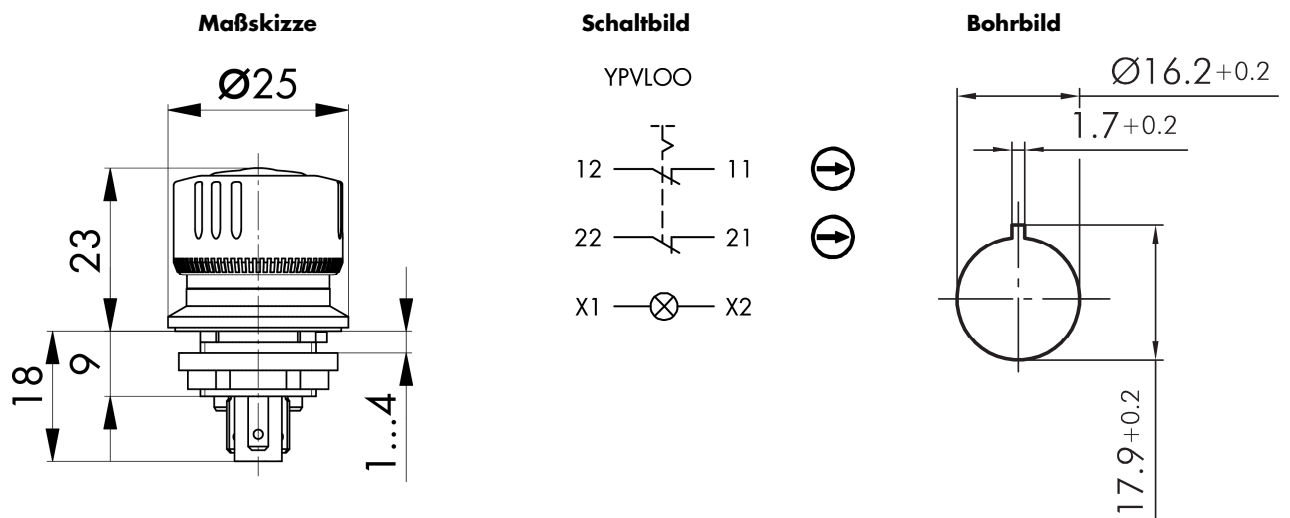 Maßskizze
Ø25
23
9
18
1...4
Schaltbild
YPVLOO
12 11
22 21
X1 X2
Bohrbild
Ø16.2+0.2
1.7+0.2
17.9+0.2